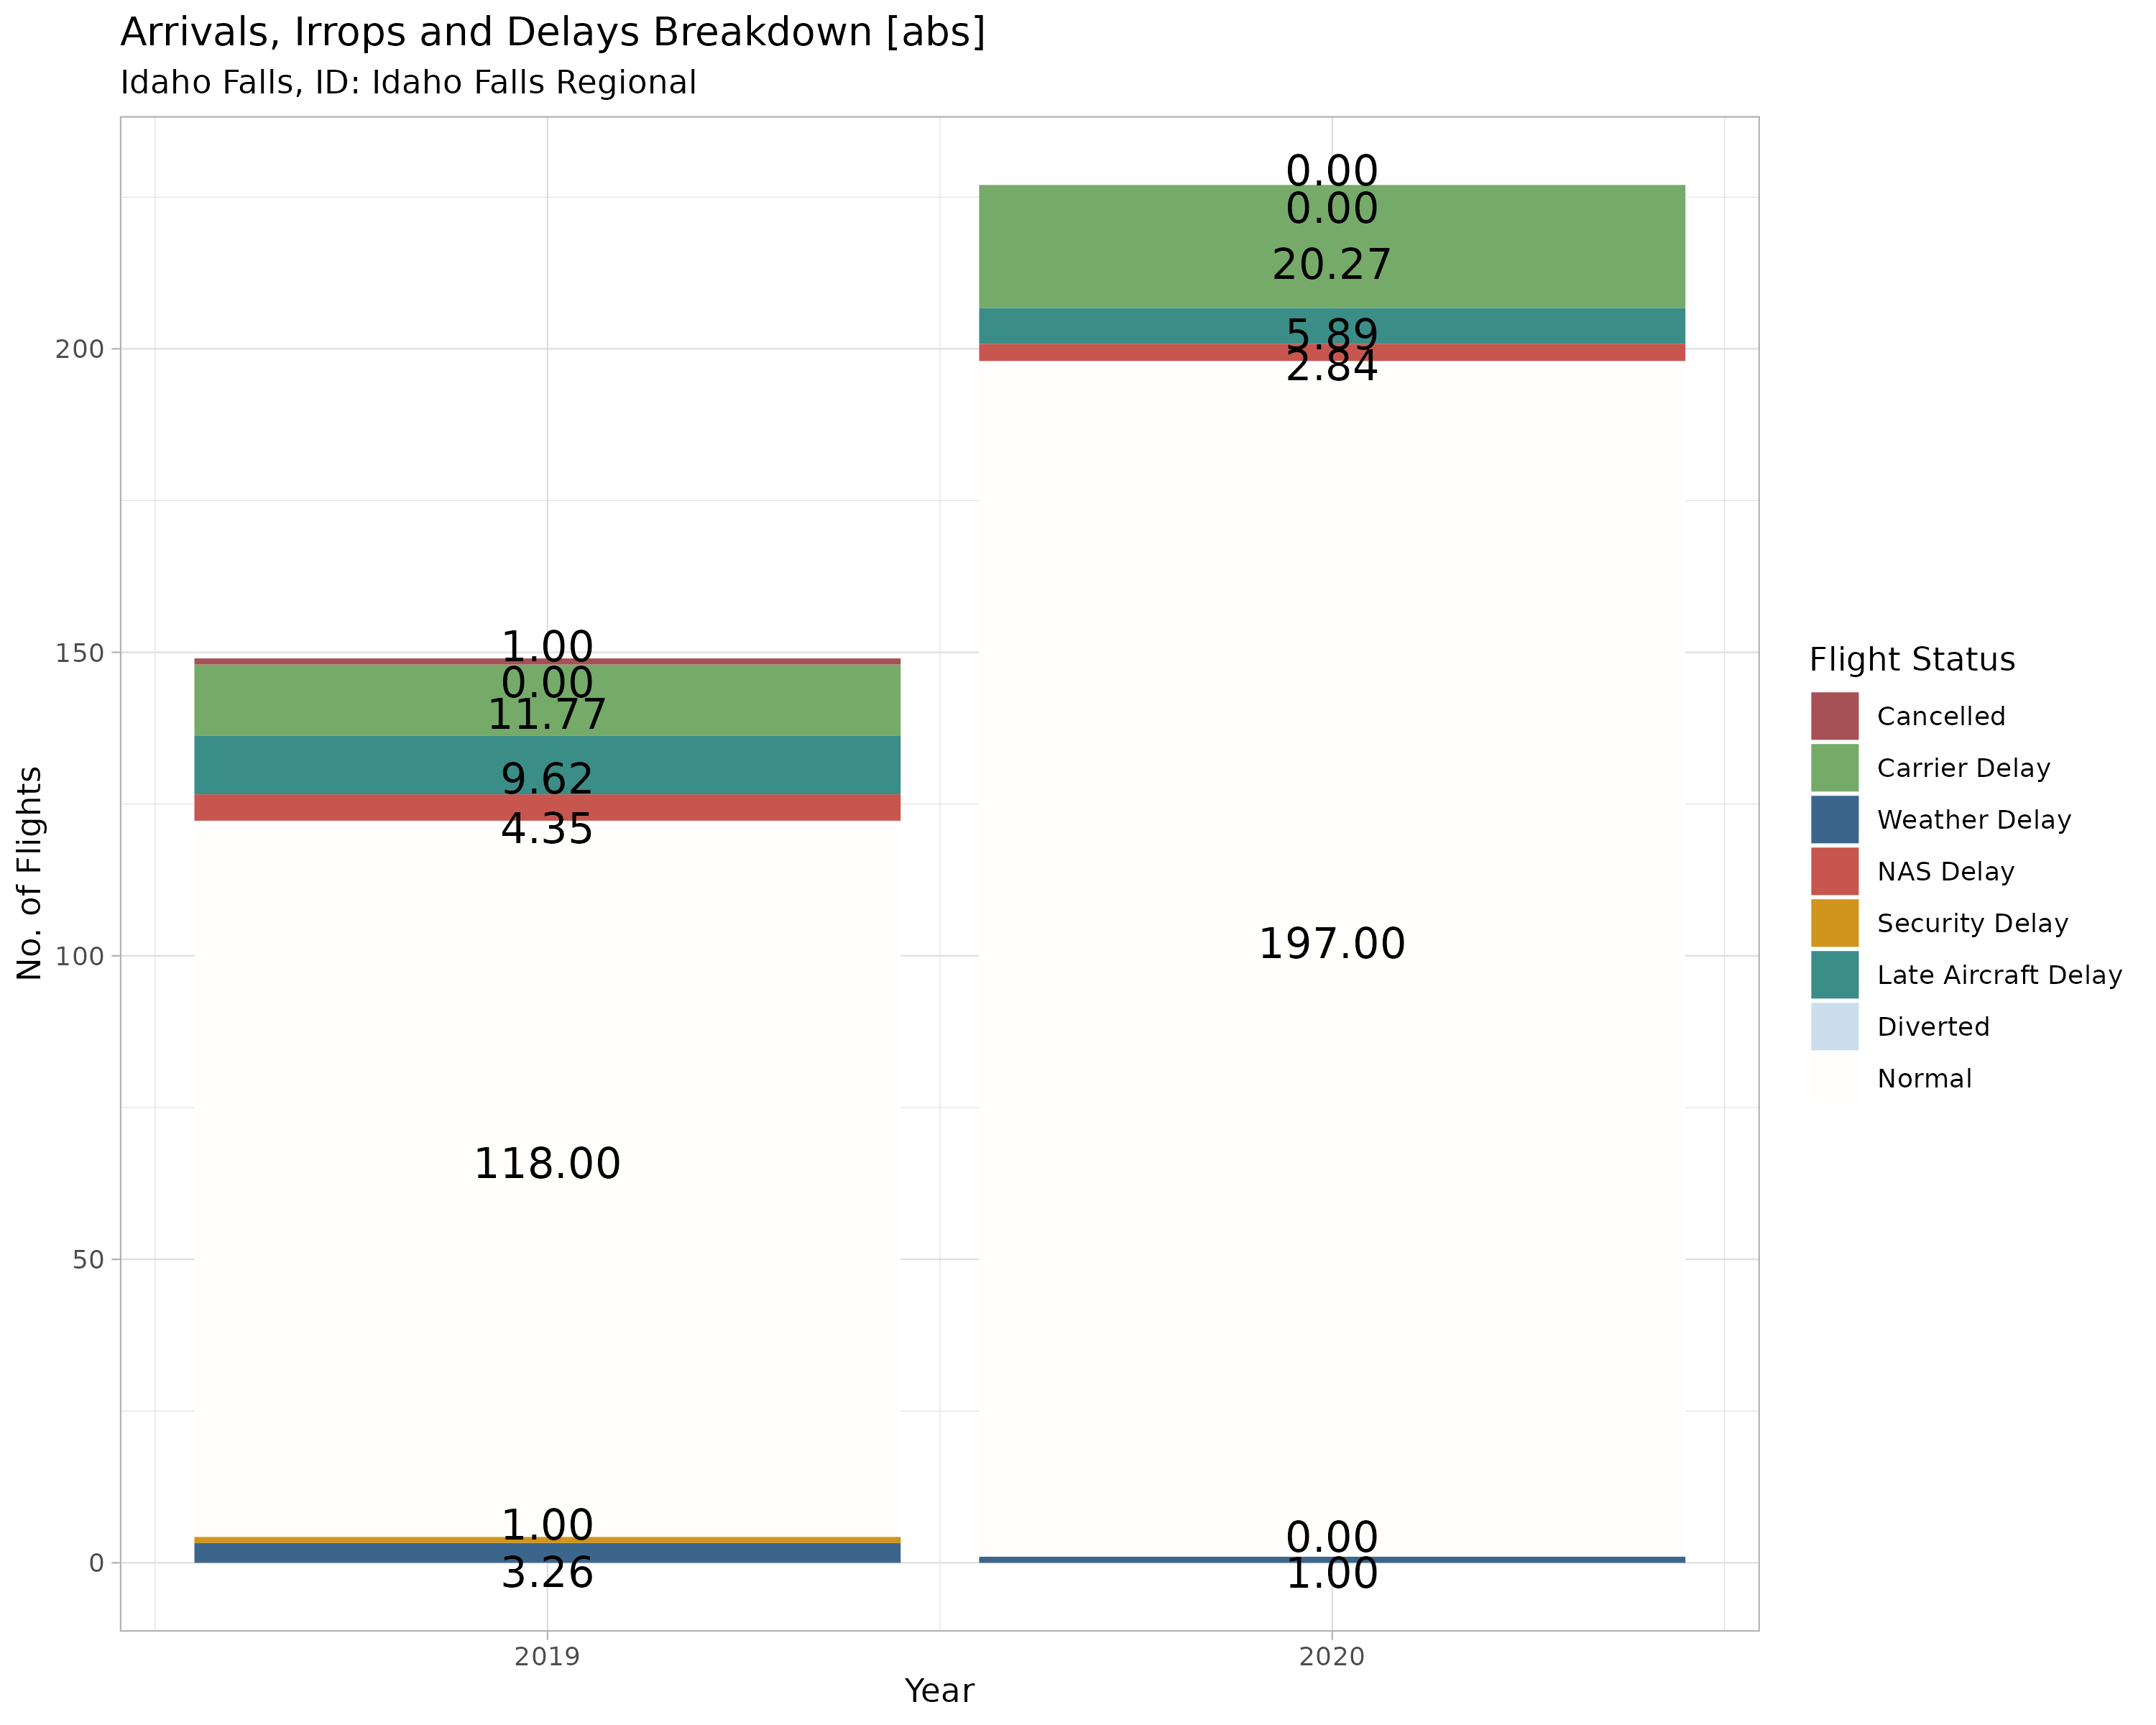 Arrivals, Irrops and Delays Breakdown [abs]
Idaho Falls, ID: Idaho Falls Regional
No. of Flights
200
150
100
50
0
1.00
0.00
11.77
9.62
4.35
118.00
1.00
3.26
0.00
0.00
20.27
5.89
2.84
197.00
0.00
1.00
2019
2020
Year
Flight Status
Cancelled
Carrier Delay
Weather Delay
NAS Delay
Security Delay
Late Aircraft Delay
Diverted
Normal